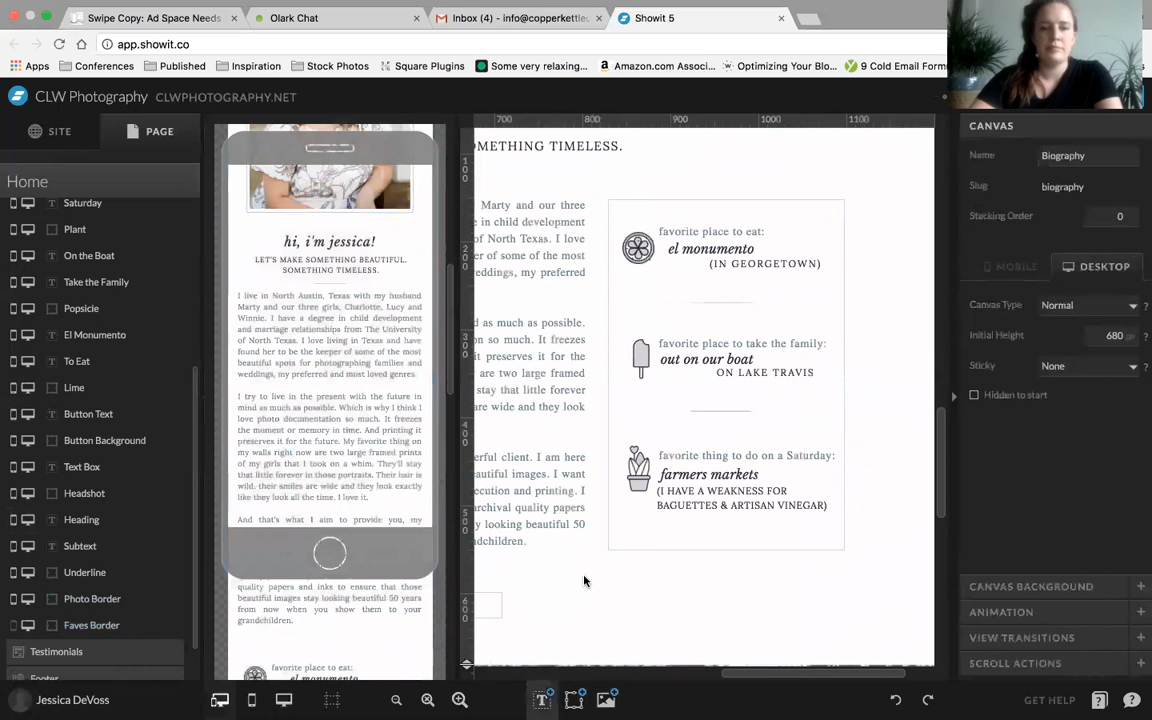 Swipe Copy: Ad Space Needs
Olark Chat
Inbox (4) - info@copperkettlec
Showit 5
app.showit.co
Apps
Conferences
Published
Inspiration
Stock Photos
Square Plugins
Some very relaxing...
Amazon.com Associ...
Optimizing Your Blo...
9 Cold Email Form
CLW Photography
CLWPHOTOGRAPHY.NET
SITE
PAGE
Home
Saturday
Plant
On the Boat
Take the Family
Popsicle
El Monumento
To Eat
Lime
Button Text
Button Background
Text Box
Headshot
Heading
Subtext
Underline
Photo Border
Faves Border
Testimonials
Footer
Jessica DeVoss
hi, i'm jessica!
LET'S MAKE SOMETHING BEAUTIFUL.
SOMETHING TIMELESS.
I live in North Austin, Texas with my husband
Marty and our three girls, Charlotte, Lucy and
Winnie. I have a degree in child development
and marriage relationships from The University
of North Texas. I love living in Texas and have
found her to be the keeper of some of the most
beautiful spots for photographing families and
weddings, my preferred and most loved genres.
I try to live in the present with the future in
mind as much as possible. Which is why I think I
love photo documentation so much. It freezes
the moment or memory in time. And printing it
preserves it for the future. My favorite thing on
my walls right now are two large framed prints
of my girls that I took on a whim. They'll stay
that little forever in those portraits. Their hair is
wild, their smiles are wide and they look exactly
like they look all the time. I love it.
And that's what I aim to provide you, my
quality papers and inks to ensure that those
beautiful images stay looking beautiful 50 years
from now when you show them to your
grandchildren.
favorite place to eat:
el monumento
700 800 900 1000 1100
100
200
300
400
500
600
OMETHING TIMELESS.
Marty and our three
e in child development
of North Texas. I love
er of some of the most
eddings, my preferred
d as much as possible.
on so much. It freezes
it preserves it for the
are two large framed
stay that little forever
are wide and they look
erful client. I am here
eautiful images. I want
ecution and printing. I
archival quality papers
y looking beautiful 50
ndchildren.
favorite place to eat:
el monumento
(IN GEORGETOWN)
favorite place to take the family:
out on our boat
ON LAKE TRAVIS
favorite thing to do on a Saturday:
farmers markets
(I HAVE A WEAKNESS FOR
BAGUETTES & ARTISAN VINEGAR)
CANVAS
Name Biography
Slug biography
Stacking Order 0
MOBILE
DESKTOP
Canvas Type Normal ?
Initial Height 680 px ?
Sticky None ?
Hidden to start
CANVAS BACKGROUND +
ANIMATION +
VIEW TRANSITIONS +
SCROLL ACTIONS +
GET HELP